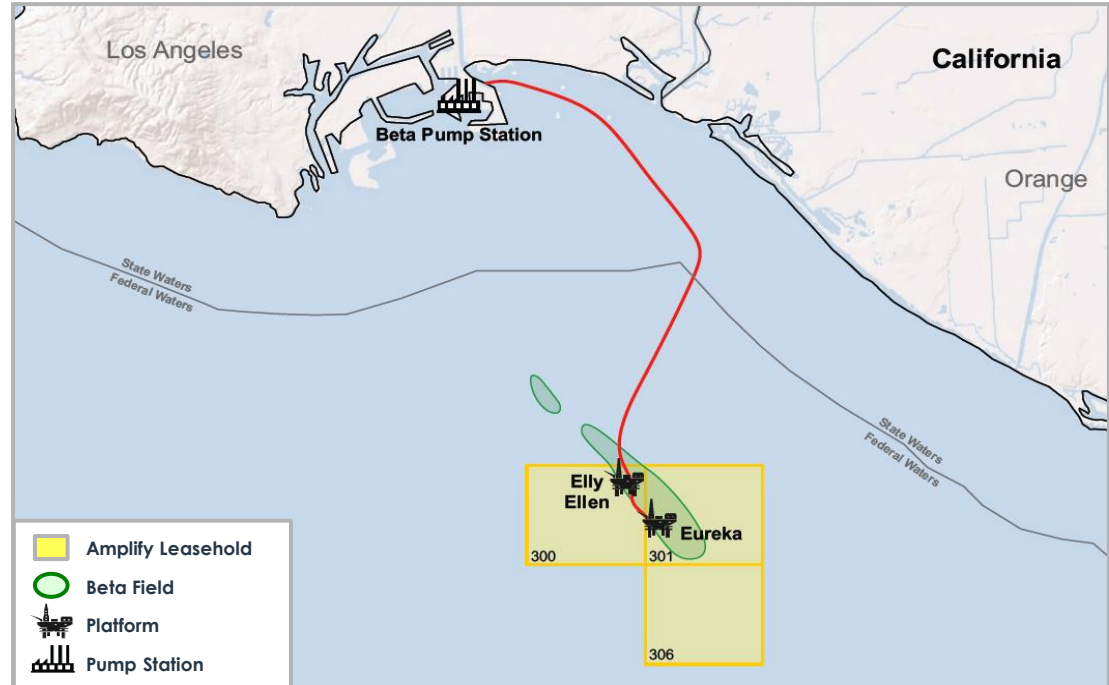 Los Angeles
California
Beta Pump Station
Orange
State Waters
Federal Waters
State Waters
Federal Waters
Elly
Ellen
Eureka
300
301
306
Amplify Leasehold
Beta Field
Platform
Pump Station